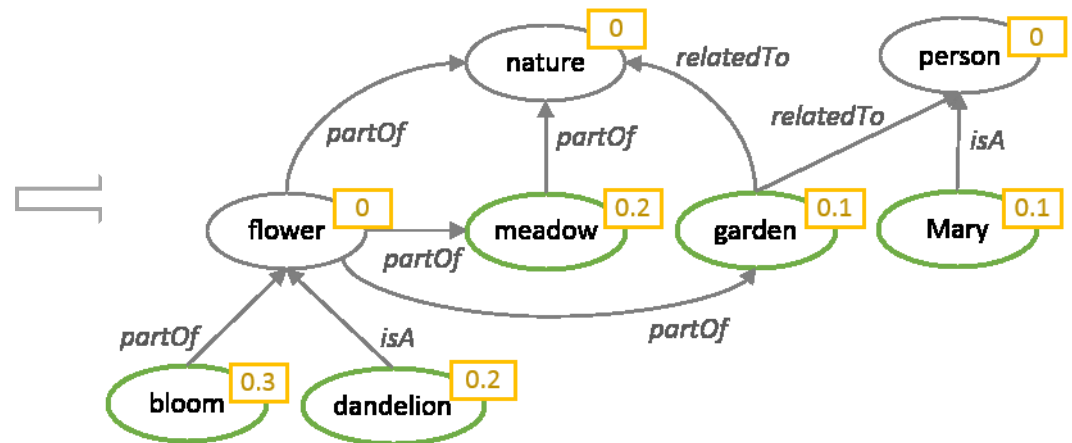 0
nature
0
person
relatedTo
relatedTo
partOf
partOf
isA
0
flower
0.2
meadow
0.1
garden
0.1
Mary
partOf
partOf
partOf
isA
0.3
bloom
0.2
dandelion